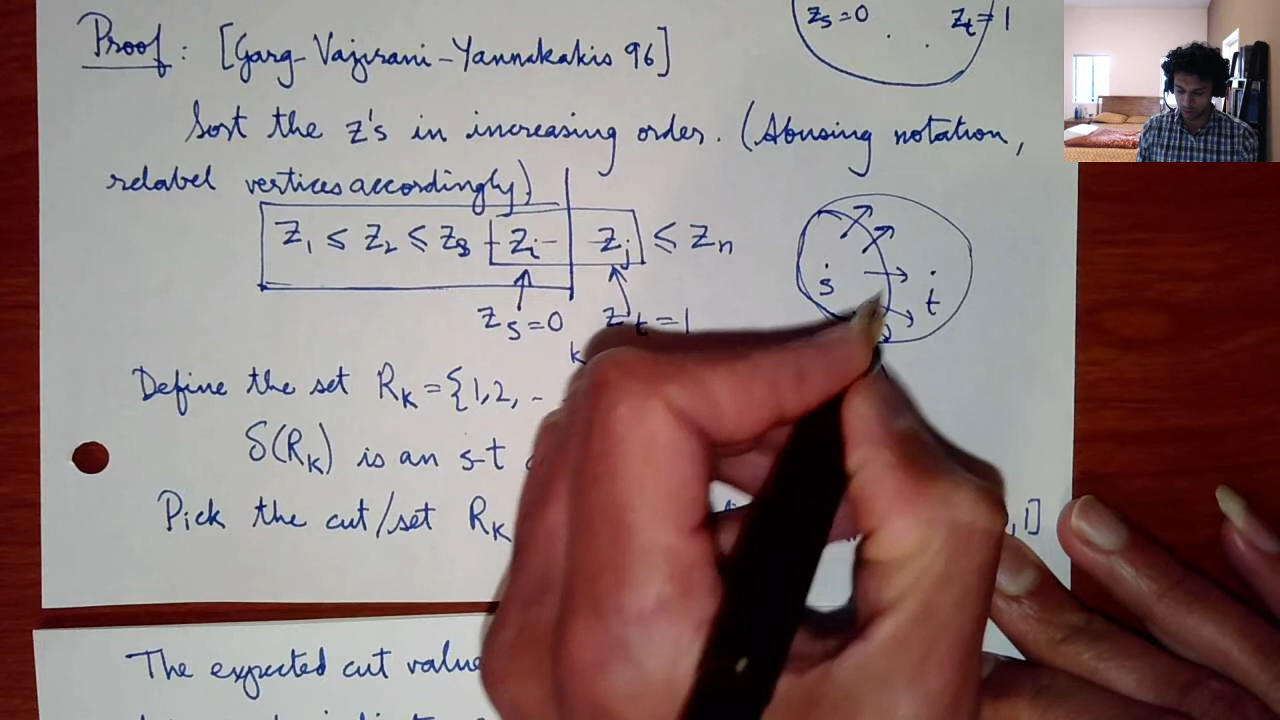 Zs = 0 Zt = 1
Proof: [Garg-Vazirani-Yannakakis 96]
Sort the z's in increasing order. (Abusing notation,
relabel vertices accordingly)
Z1 ≤ Z2 ≤ Z3 - Zi - - Zj ≤ Zn
s t
Zs=0 Zt=1
k
Define the set Rk = {1,2, -
δ(Rk) is an s-t
Pick the cut/set Rk , 1]
The expected cut value